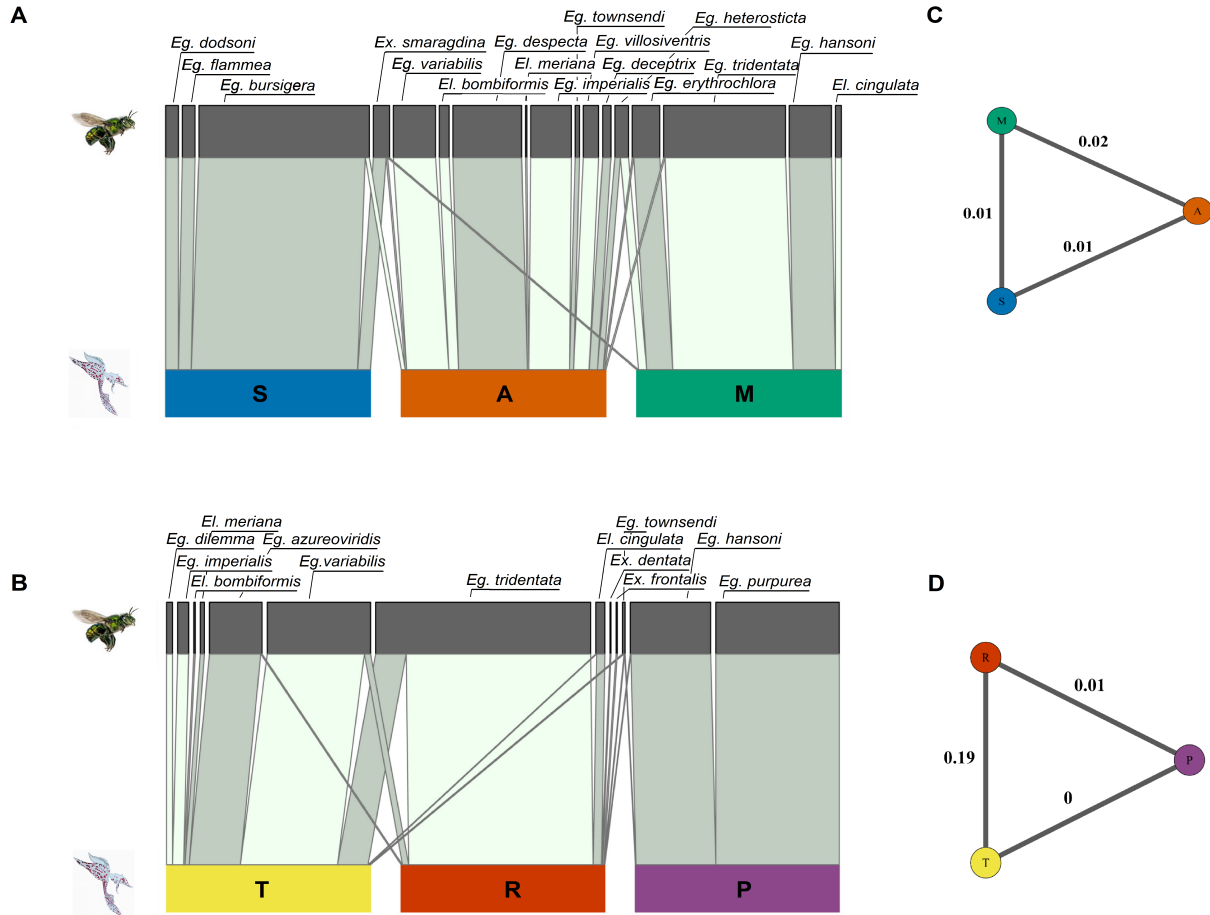 A
Eg. townsendi
Eg. heterosticta
Eg. dodsoni
Ex. smaragdina
Eg. despecta
Eg. villosiventris
Eg. hansoni
Eg. flammea
Eg. variabilis
El. meriana
Eg. deceptrix
Eg. tridentata
Eg. bursigera
El. bombiformis
Eg. imperialis
Eg. erythrochlora
El. cingulata
S
A
M
C
M
0.02
0.01
A
0.01
S
B
El. meriana
Eg. townsendi
Eg. dilemma
Eg. azureoviridis
El. cingulata
Eg. hansoni
Eg. imperialis
Eg.variabilis
Ex. dentata
El. bombiformis
Eg. tridentata
Ex. frontalis
Eg. purpurea
T
R
P
D
R
0.01
0.19
P
0
T